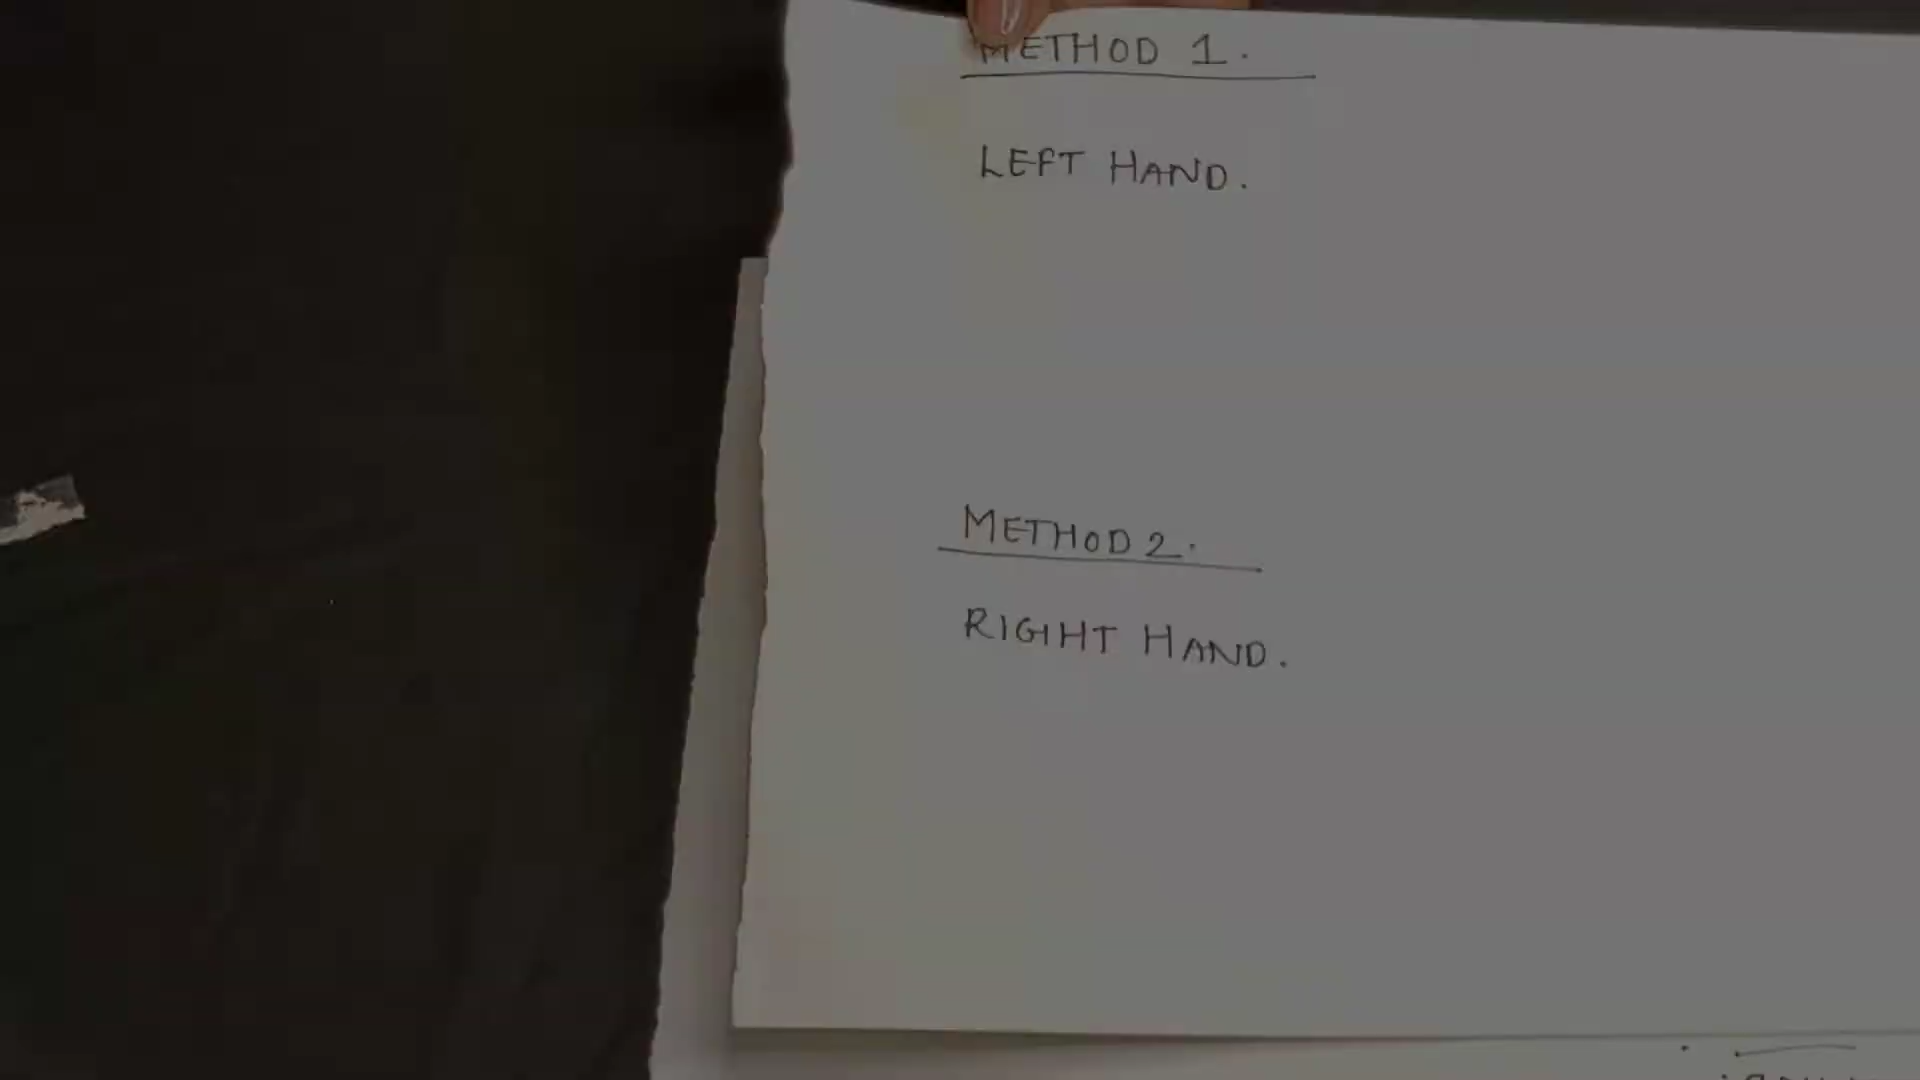 METHOD 1.
LEFT HAND.
METHOD 2.
RIGHT HAND.